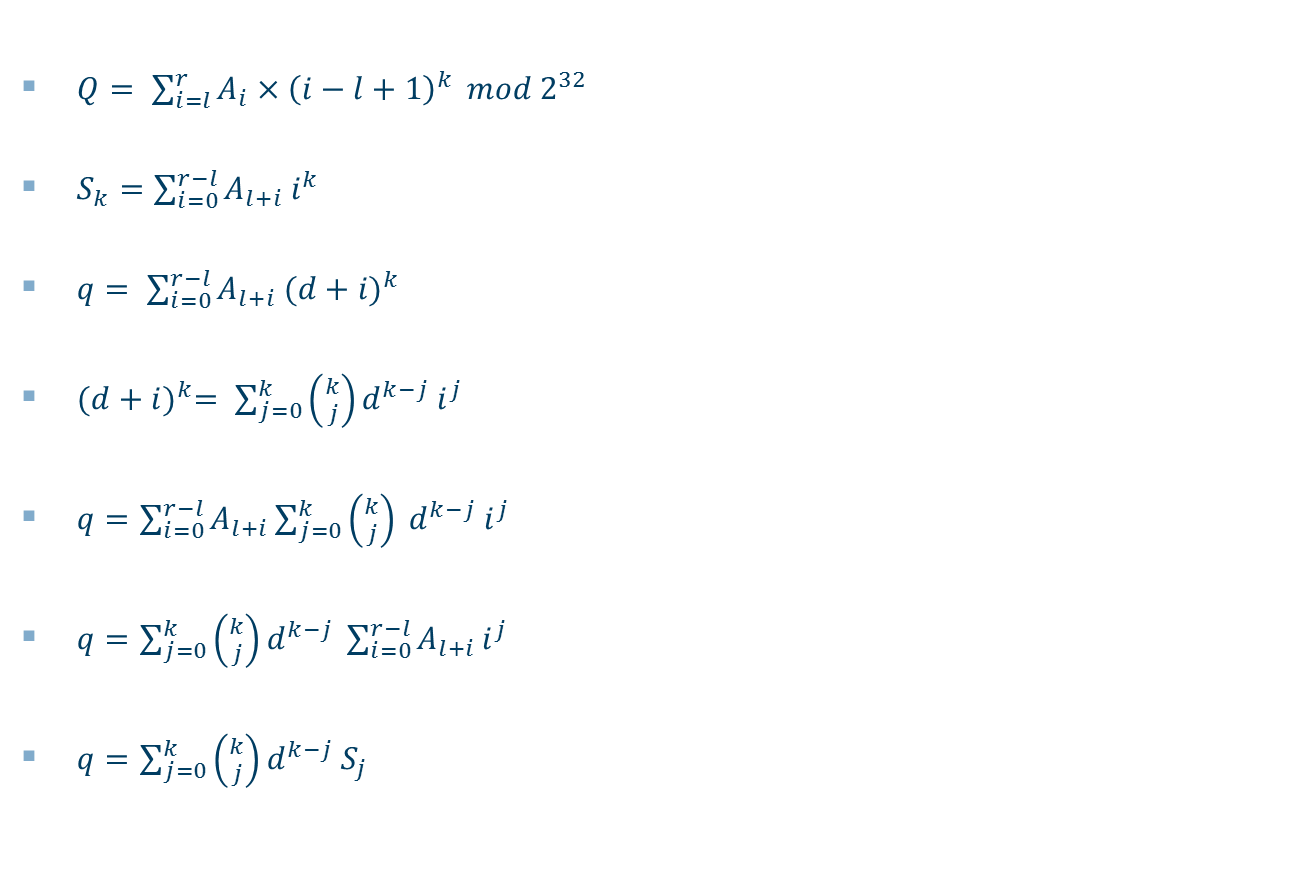 ▪ Q = ∑_{i=l}^{r} A_i × (i − l + 1)^k mod 2^{32}
▪ S_k = ∑_{i=0}^{r−l} A_{l+i} i^k
▪ q = ∑_{i=0}^{r−l} A_{l+i} (d + i)^k
▪ (d + i)^k = ∑_{j=0}^{k} \binom{k}{j} d^{k−j} i^j
▪ q = ∑_{i=0}^{r−l} A_{l+i} ∑_{j=0}^{k} \binom{k}{j} d^{k−j} i^j
▪ q = ∑_{j=0}^{k} \binom{k}{j} d^{k−j} ∑_{i=0}^{r−l} A_{l+i} i^j
▪ q = ∑_{j=0}^{k} \binom{k}{j} d^{k−j} S_j